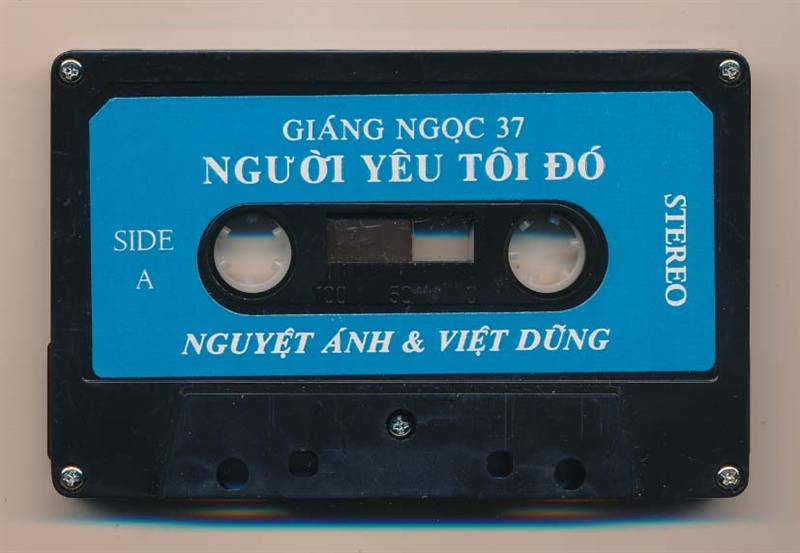 GIÁNG NGỌC 37
NGƯỜI YÊU TÔI ĐÓ
SIDE
A
STEREO
100 50 0
NGUYỆT ÁNH & VIỆT DŨNG